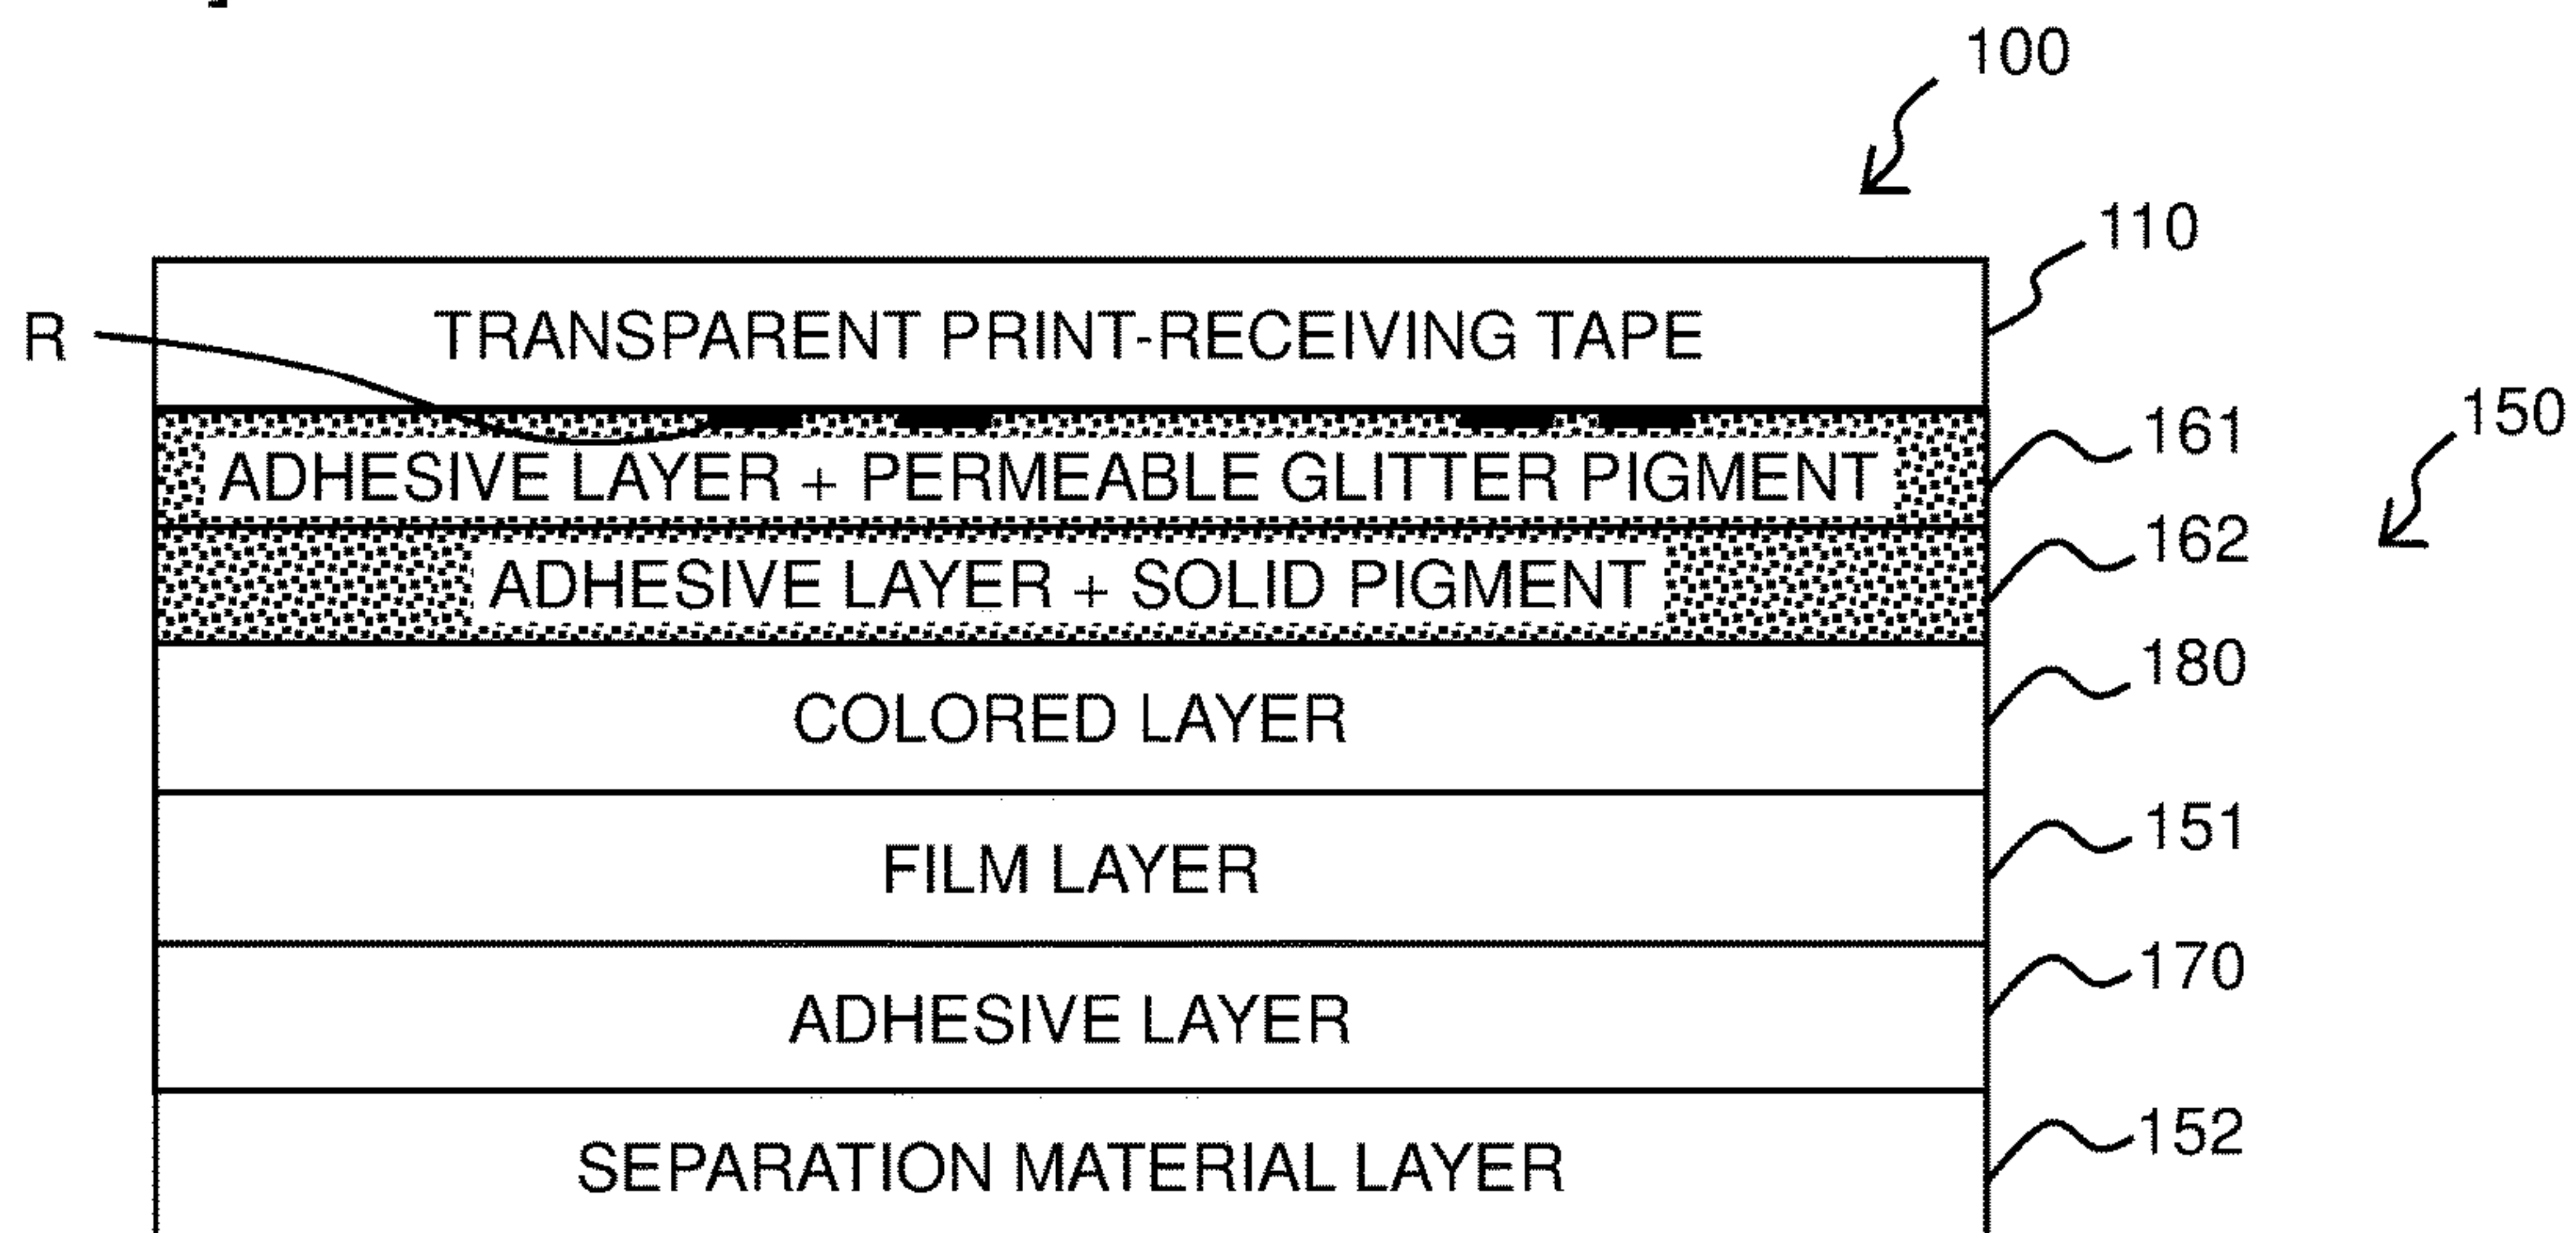 100
110
R
TRANSPARENT PRINT-RECEIVING TAPE
150
161
ADHESIVE LAYER + PERMEABLE GLITTER PIGMENT
162
ADHESIVE LAYER + SOLID PIGMENT
180
COLORED LAYER
151
FILM LAYER
170
ADHESIVE LAYER
152
SEPARATION MATERIAL LAYER